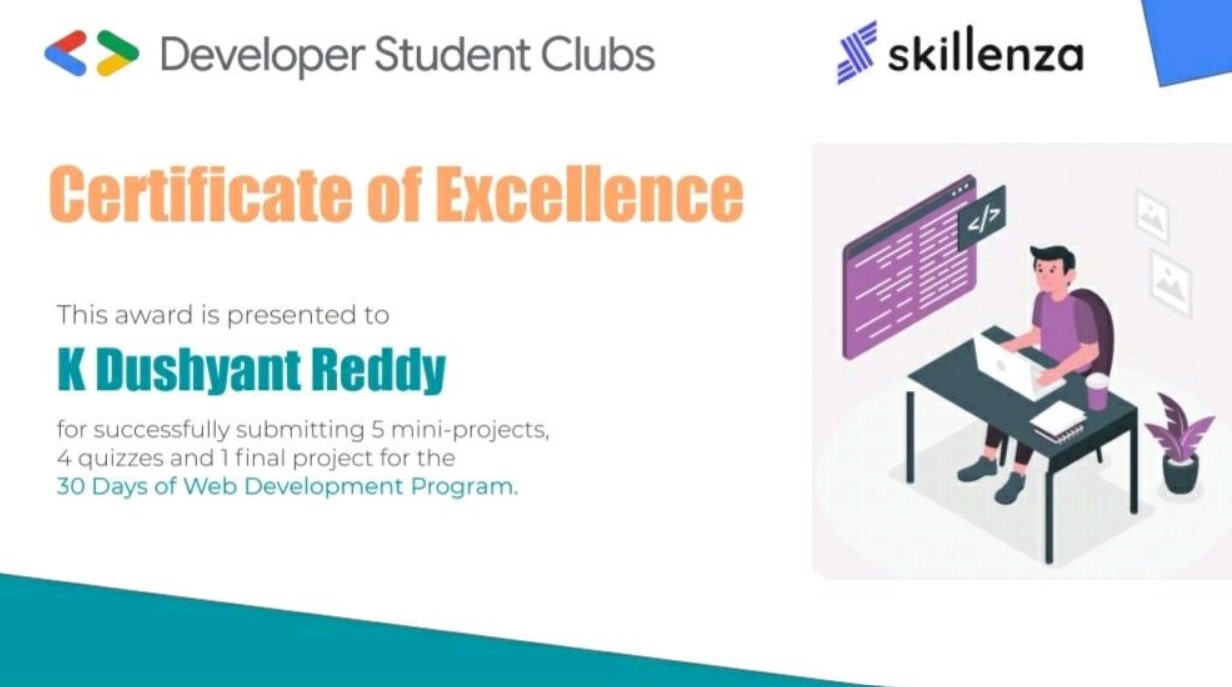 Developer Student Clubs
skillenza
Certificate of Excellence
</>
This award is presented to
K Dushyant Reddy
for successfully submitting 5 mini-projects,
4 quizzes and 1 final project for the
30 Days of Web Development Program.